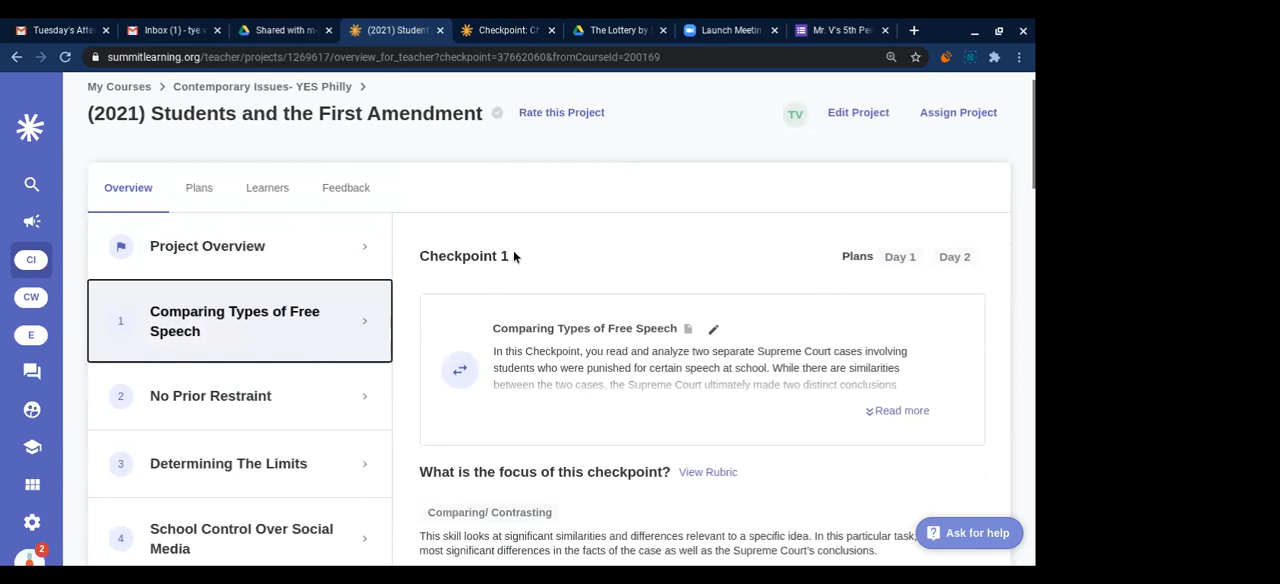 Tuesday's Atte
Inbox (1) - tye.v
Shared with m
(2021) Student
Checkpoint: Ch
The Lottery by
Launch Meetin
Mr. V's 5th Pe
summitlearning.org/teacher/projects/1269617/overview_for_teacher?checkpoint=37662060&fromCourseId=200169
My Courses > Contemporary Issues- YES Philly >
(2021) Students and the First Amendment
Rate this Project
TV
Edit Project
Assign Project
Overview
Plans
Learners
Feedback
CI
CW
E
2
Project Overview
1
Comparing Types of Free
Speech
2
No Prior Restraint
3
Determining The Limits
4
School Control Over Social
Media
Checkpoint 1
Plans
Day 1
Day 2
Comparing Types of Free Speech
In this Checkpoint, you read and analyze two separate Supreme Court cases involving
students who were punished for certain speech at school. While there are similarities
between the two cases, the Supreme Court ultimately made two distinct conclusions
Read more
What is the focus of this checkpoint?
View Rubric
Comparing/ Contrasting
This skill looks at significant similarities and differences relevant to a specific idea. In this particular task,
most significant differences in the facts of the case as well as the Supreme Court's conclusions.
Ask for help